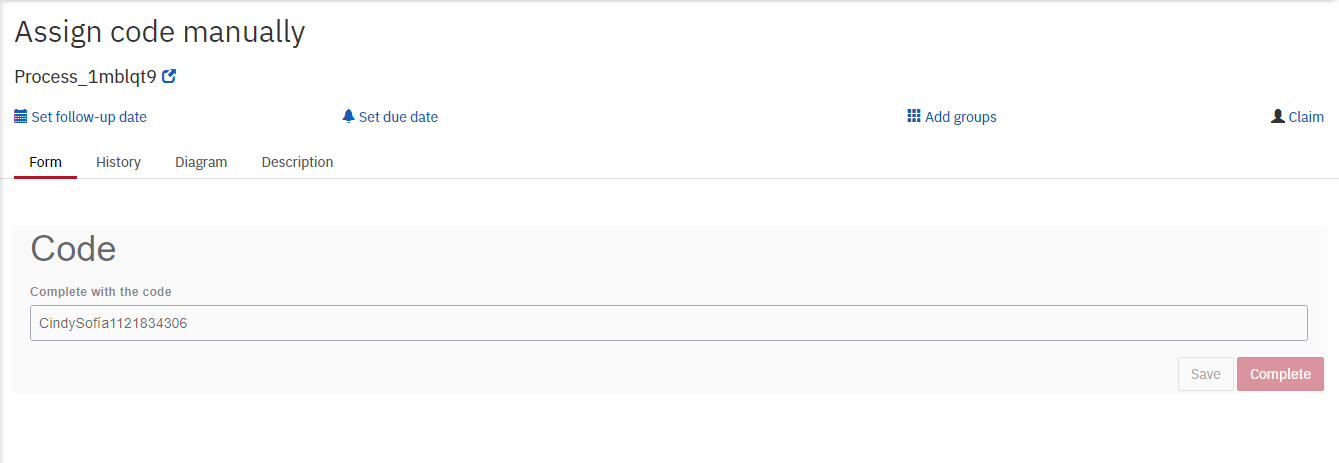 Assign code manually
Process_1mblqt9
Set follow-up date Set due date Add groups Claim
Form History Diagram Description
Code
Complete with the code
CindySofía1121834306
Save Complete